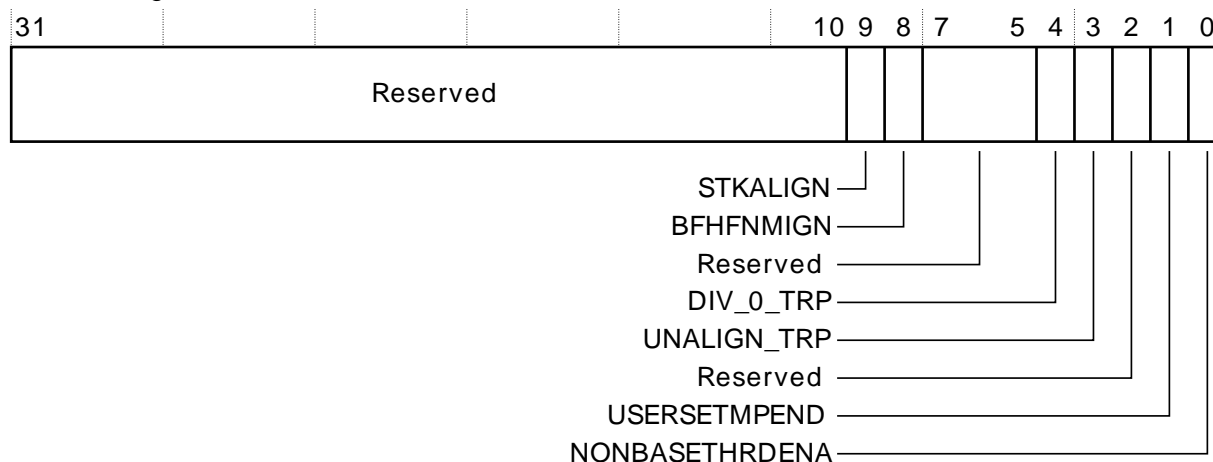 31 10 9 8 7 5 4 3 2 1 0
Reserved
STKALIGN
BFHFNMIGN
Reserved
DIV_0_TRP
UNALIGN_TRP
Reserved
USERSETMPEND
NONBASETHRDENA